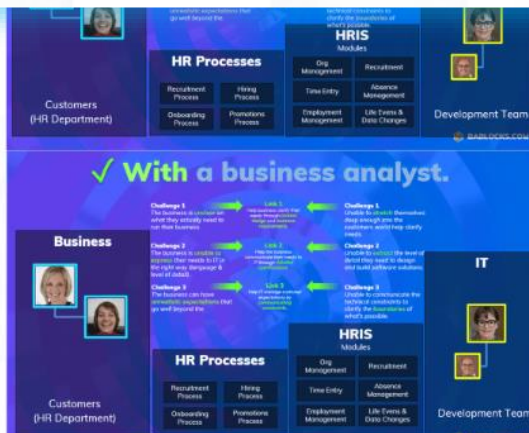 unrealistic expectations that
go well beyond the
technical constraints to
clarify the boundaries of
what's possible.
HRIS
Modules
HR Processes
Org
Management
Recruitment
Recruitment
Process
Hiring
Process
Time Entry
Absence
Management
Onboarding
Process
Promotions
Process
Employment
Management
Life Evens &
Data Changes
Customers
(HR Department)
Development Team
BABLOCKS.COM
✓ With a business analyst.
Challenge 1
The business is unclear on
what they actually need to
run their business.
Link 1
Challenge 1
Unable to stretch themselves
deep enough into the
customers world help clarify
needs.
Business
IT
Challenge 2
The business is unable to
express their needs to IT in
the right way (language &
level of detail).
Link 2
Challenge 2
Unable to extract the level of
detail they need to design
and build software solutions.
Challenge 3
The business can have
unrealistic expectations that
go well beyond the
Link 3
Challenge 3
Unable to communicate the
technical constraints to
clarify the boundaries of
what's possible.
HRIS
Modules
HR Processes
Org
Management
Recruitment
Recruitment
Process
Hiring
Process
Time Entry
Absence
Management
Onboarding
Process
Promotions
Process
Employment
Management
Life Evens &
Data Changes
Customers
(HR Department)
Development Team